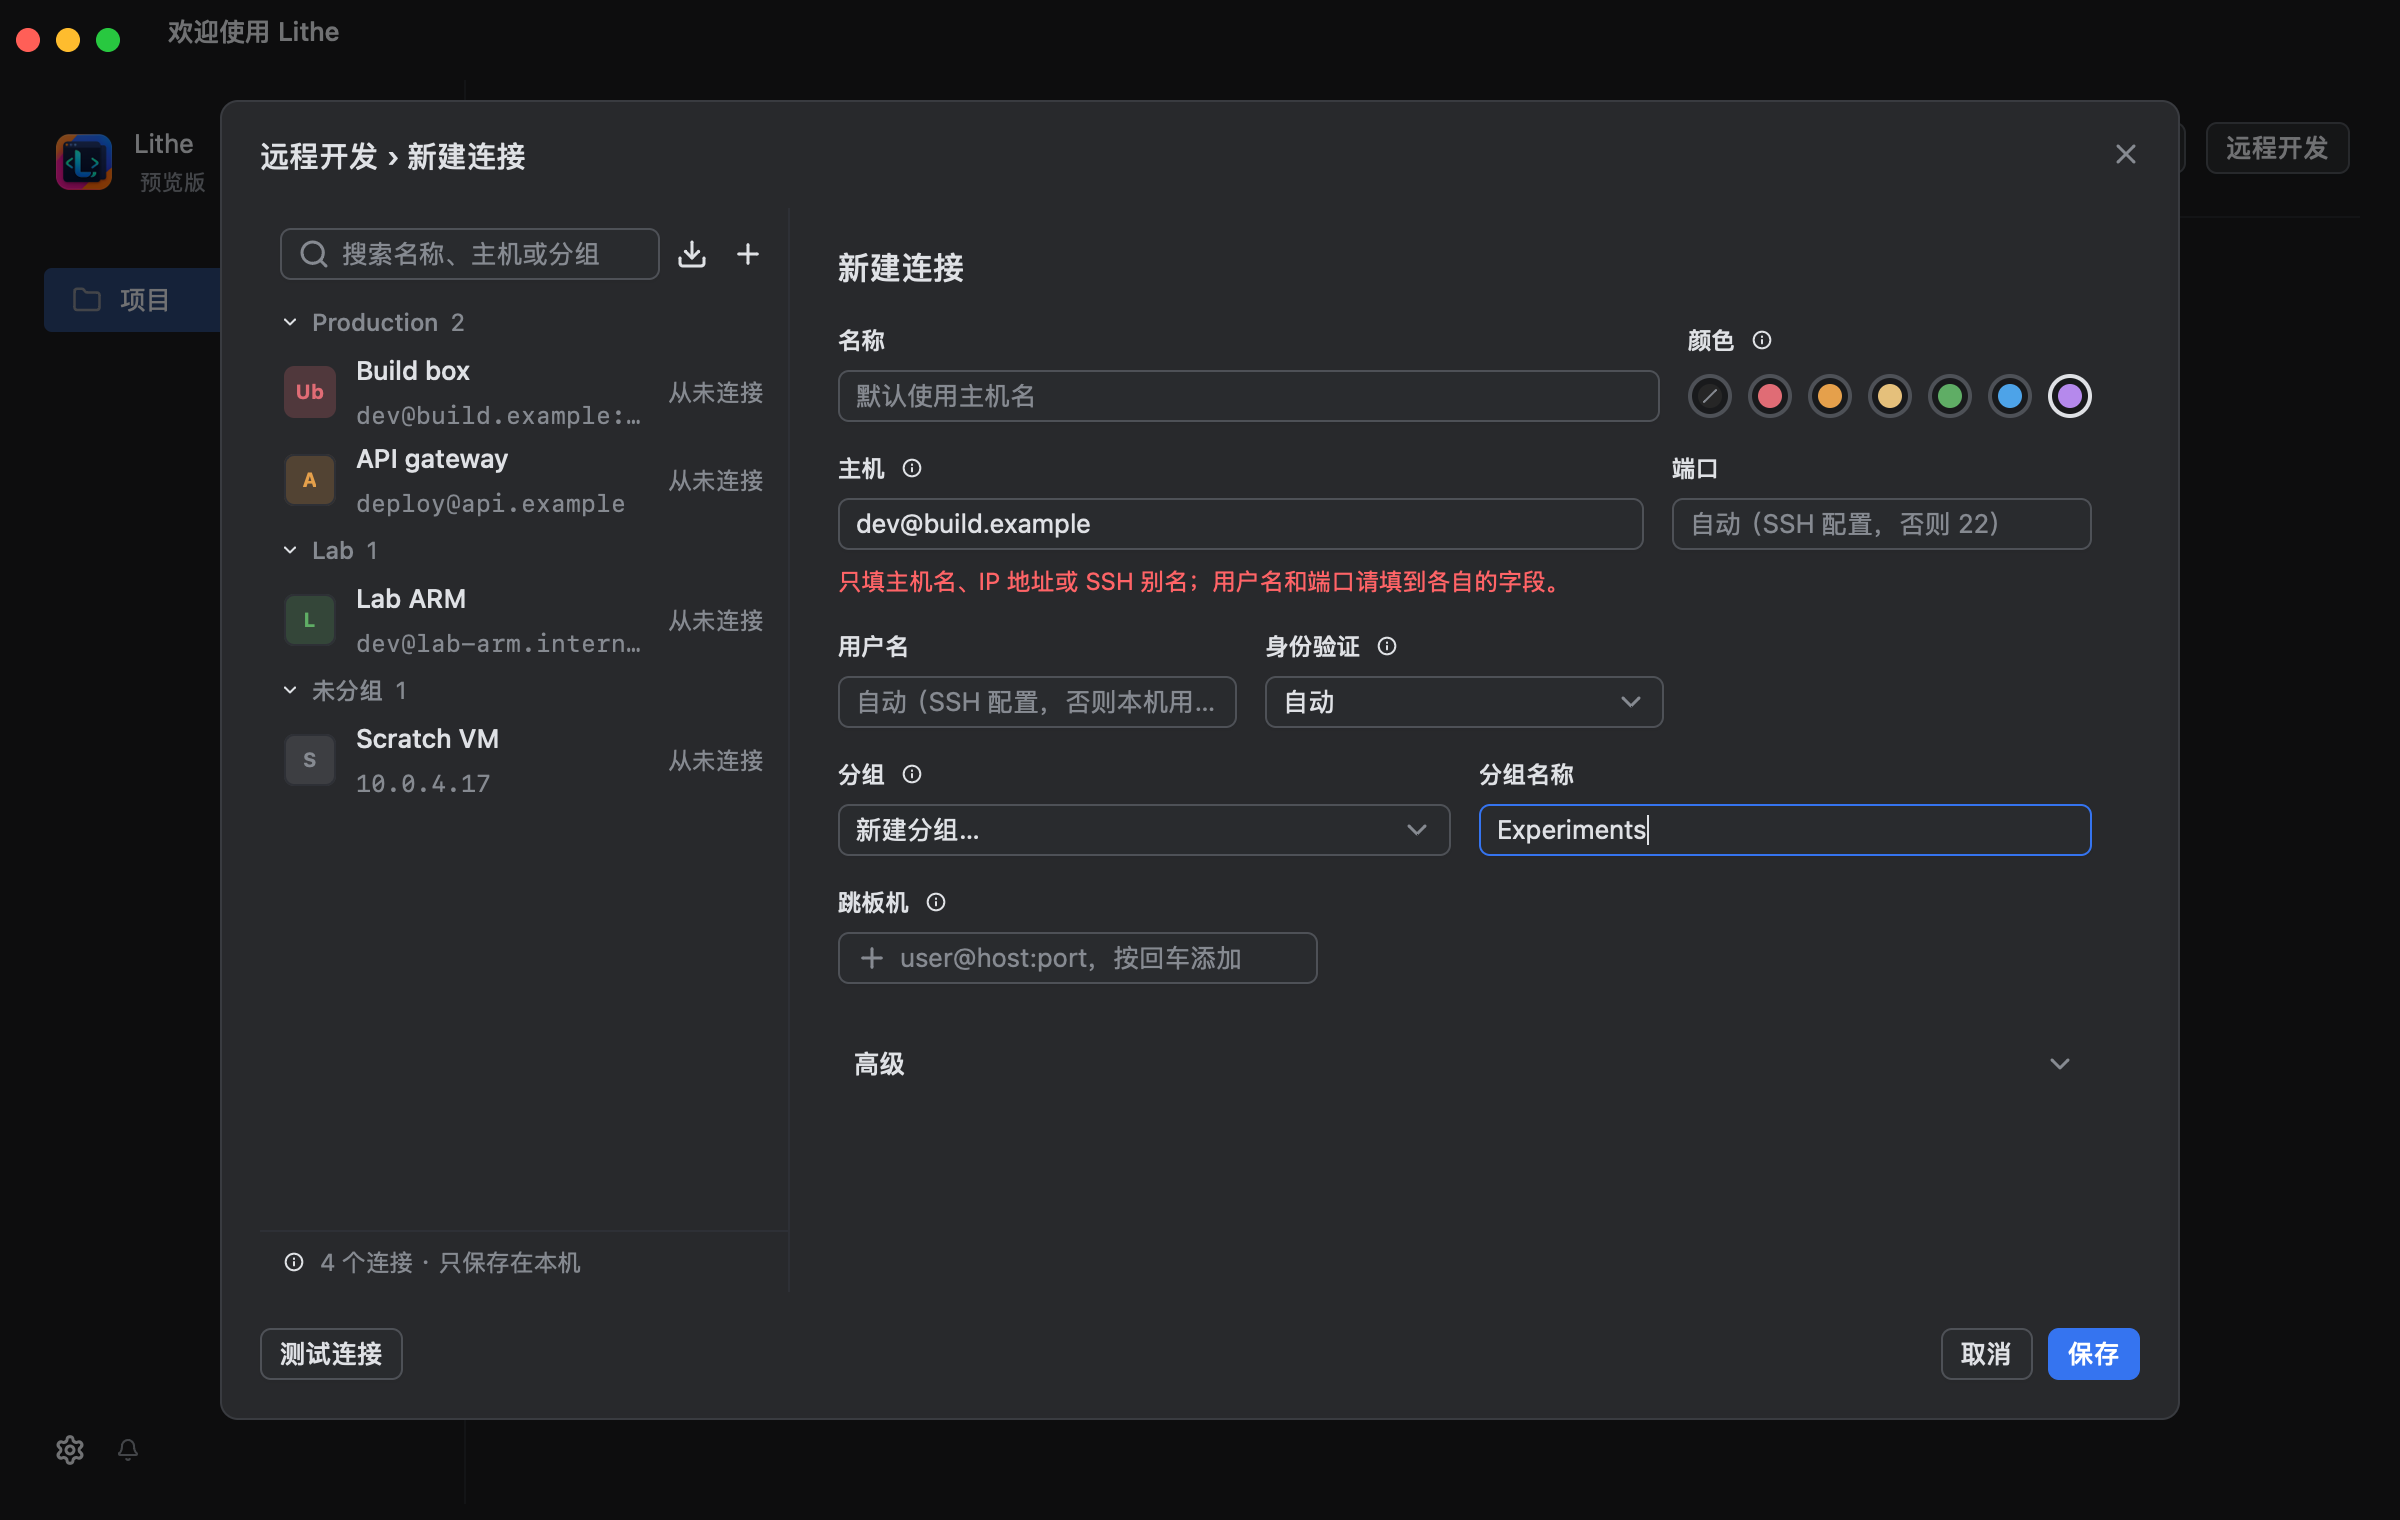 欢迎使用 Lithe
Lithe
预览版
远程开发
项目
远程开发 › 新建连接
搜索名称、主机或分组
Production 2
Ub
Build box
dev@build.example:…
从未连接
A
API gateway
deploy@api.example
从未连接
Lab 1
L
Lab ARM
dev@lab-arm.intern…
从未连接
未分组 1
S
Scratch VM
10.0.4.17
从未连接
4 个连接 · 只保存在本机
新建连接
名称
默认使用主机名
颜色
主机
dev@build.example
端口
自动（SSH 配置，否则 22）
只填主机名、IP 地址或 SSH 别名；用户名和端口请填到各自的字段。
用户名
自动（SSH 配置，否则本机用…
身份验证
自动
分组
新建分组...
分组名称
Experiments
跳板机
user@host:port，按回车添加
高级
测试连接
取消
保存